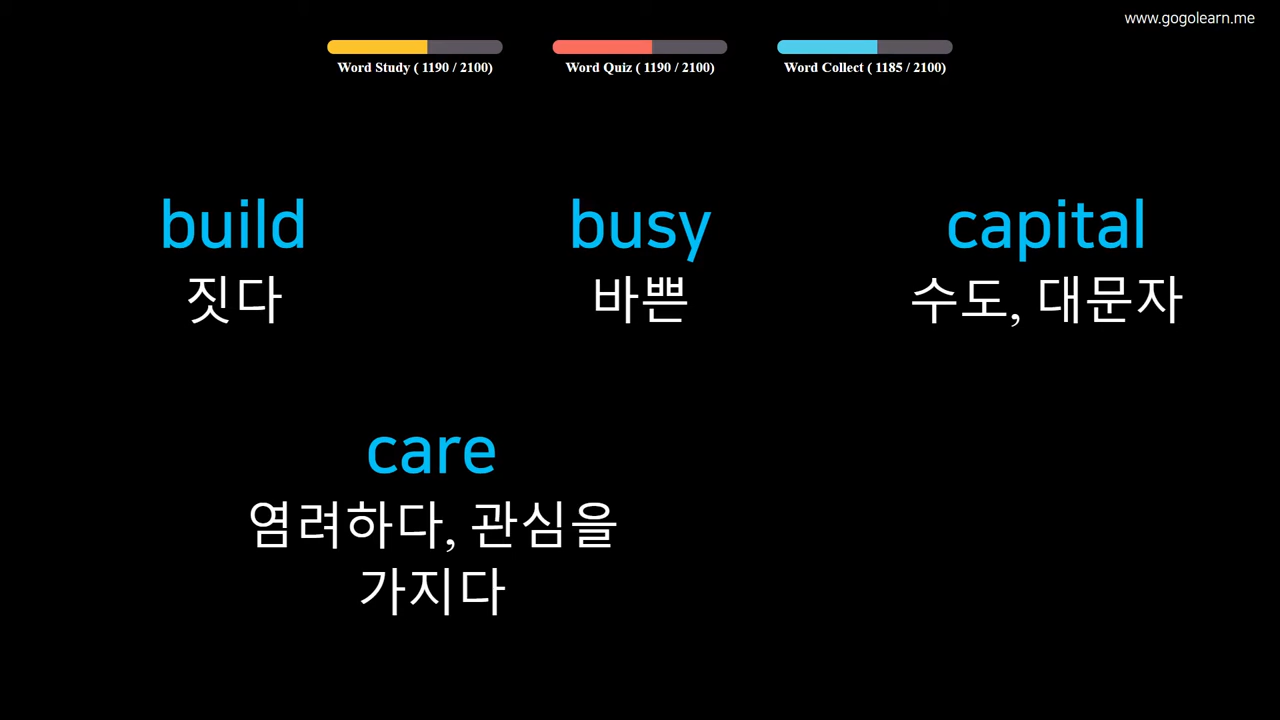 www.gogolearn.me
Word Study ( 1190 / 2100)
Word Quiz ( 1190 / 2100)
Word Collect ( 1185 / 2100)
build
짓다
busy
바쁜
capital
수도, 대문자
care
염려하다, 관심을
가지다